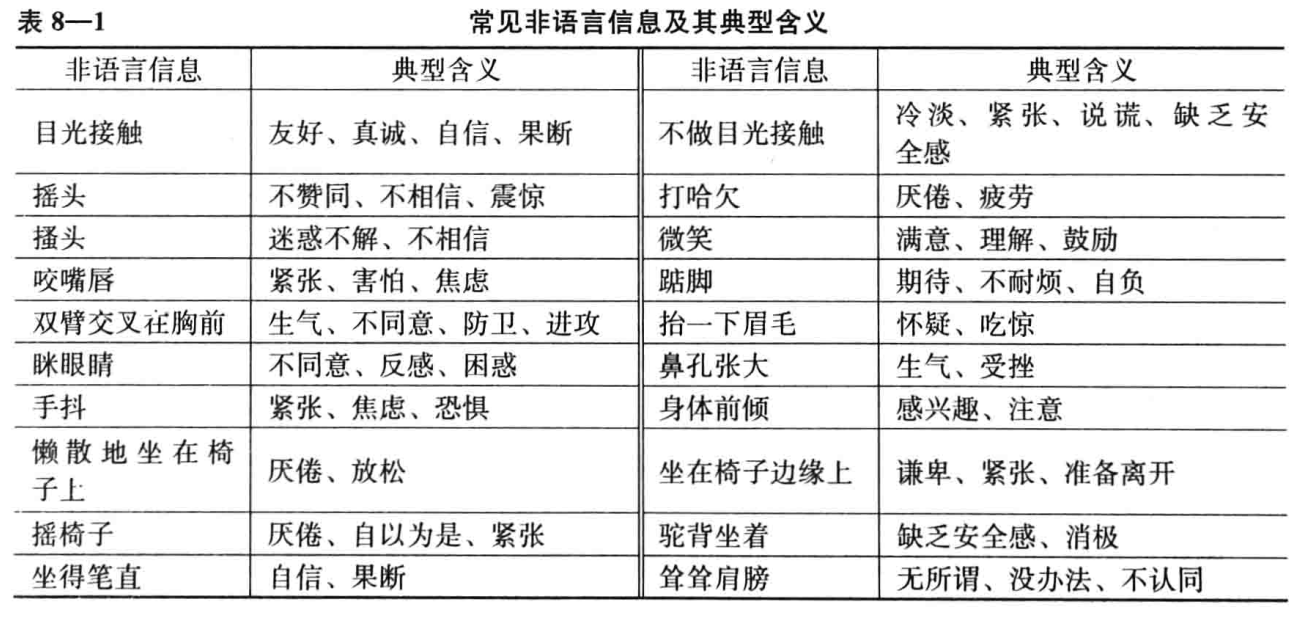 表 8—1 常见非语言信息及其典型含义
非语言信息 典型含义 非语言信息 典型含义
目光接触 友好、真诚、自信、果断 不做目光接触 冷淡、紧张、说谎、缺乏安
全感
摇头 不赞同、不相信、震惊 打哈欠 厌倦、疲劳
搔头 迷惑不解、不相信 微笑 满意、理解、鼓励
咬嘴唇 紧张、害怕、焦虑 踮脚 期待、不耐烦、自负
双臂交叉在胸前 生气、不同意、防卫、进攻 抬一下眉毛 怀疑、吃惊
眯眼睛 不同意、反感、困惑 鼻孔张大 生气、受挫
手抖 紧张、焦虑、恐惧 身体前倾 感兴趣、注意
懒散地坐在椅
子上 厌倦、放松 坐在椅子边缘上 谦卑、紧张、准备离开
摇椅子 厌倦、自以为是、紧张 驼背坐着 缺乏安全感、消极
坐得笔直 自信、果断 耸耸肩膀 无所谓、没办法、不认同